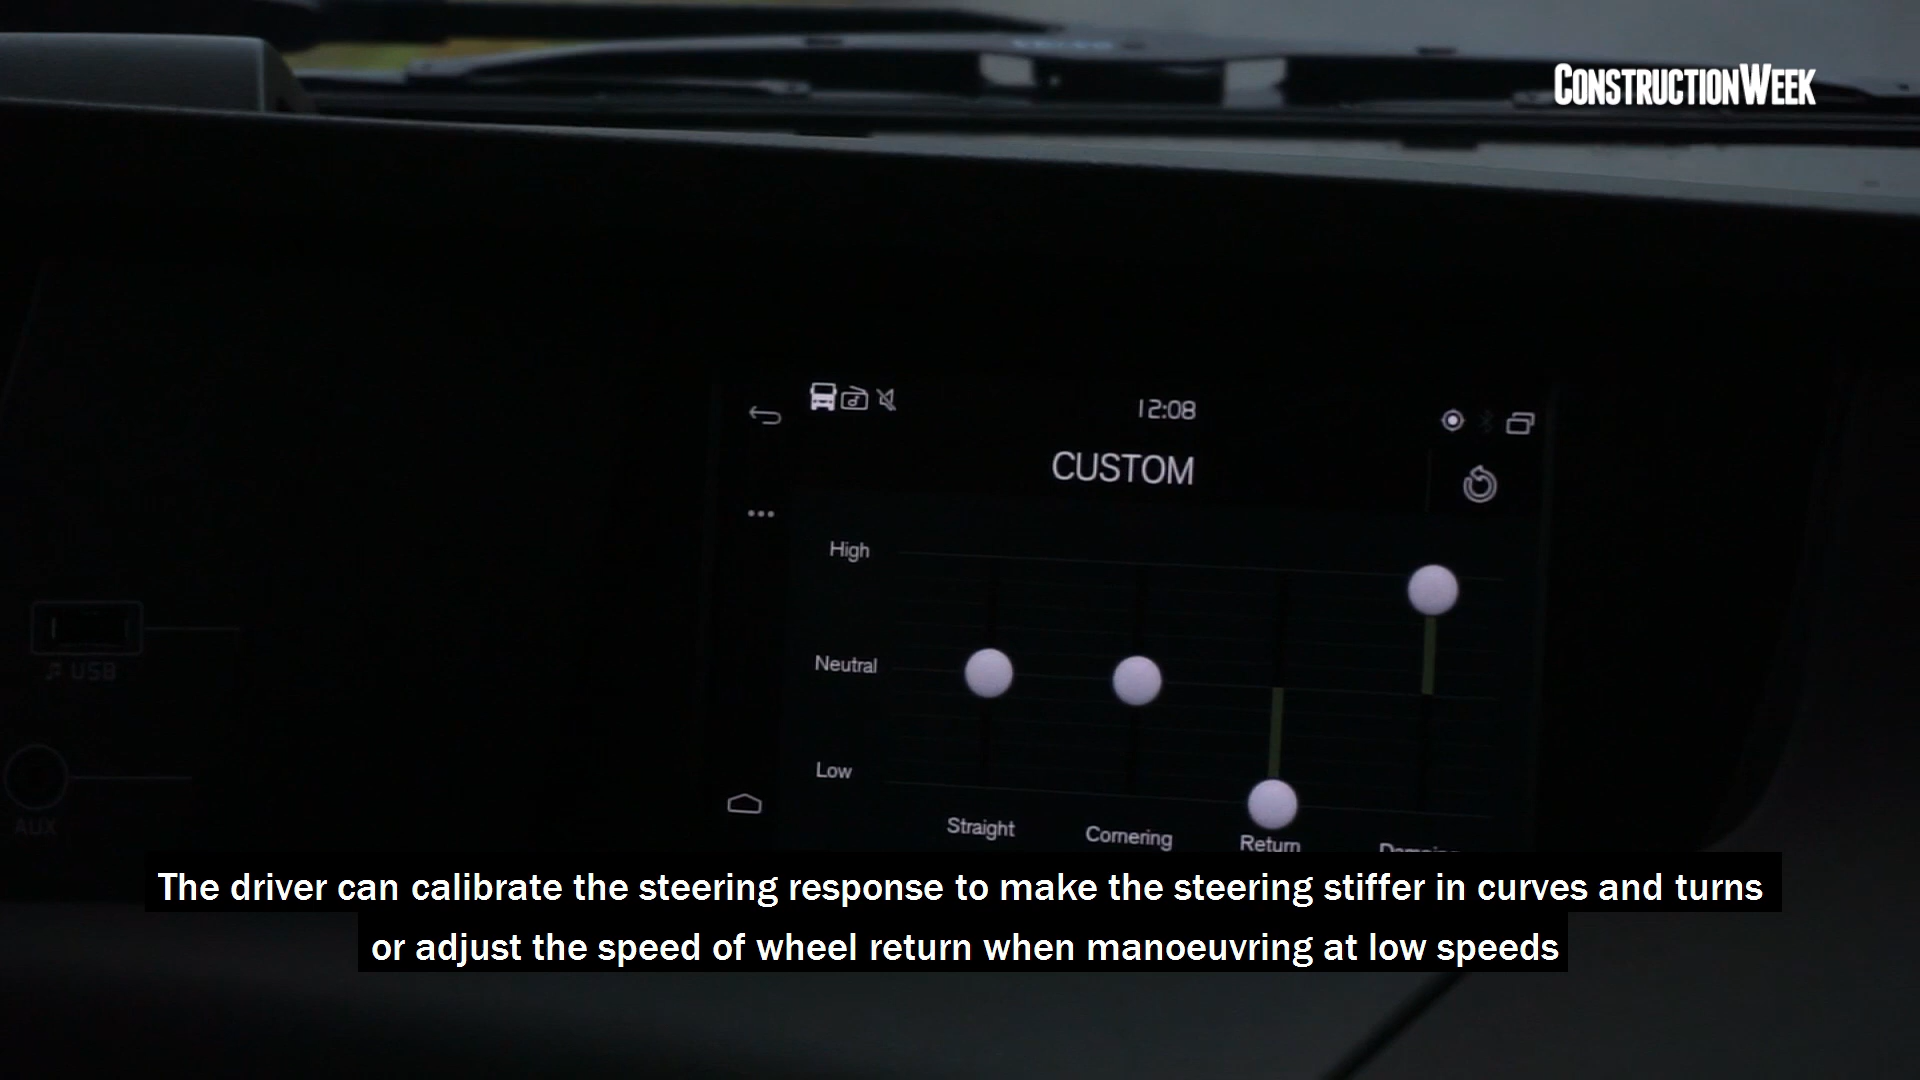 CONSTRUCTIONWEEK
12:08
CUSTOM
High
Neutral
Low
USB
AUX
Straight
Cornering
Return
The driver can calibrate the steering response to make the steering stiffer in curves and turns
or adjust the speed of wheel return when manoeuvring at low speeds